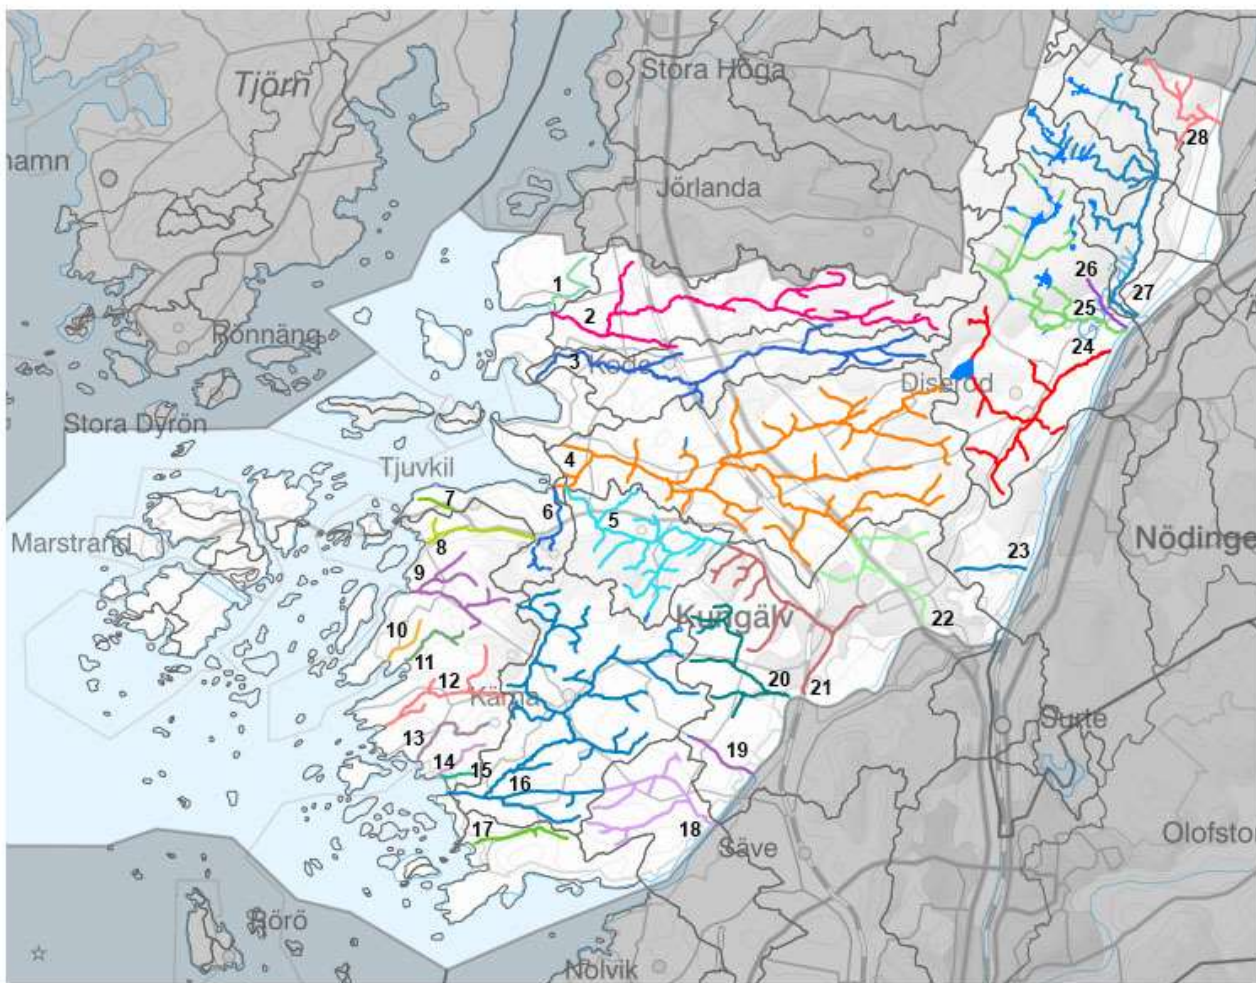 Tjörn
Stora Höga
hamn
28
Jörlanda
1
26
2
25
27
Rönnäng
3
Kode
24
Diseröd
Stora Dyrön
4
Tjuvkil
7
6
5
Marstrand
8
23
Nödinge
9
10
Kungälv
22
11
12
Kärna
20
21
Surte
13
19
14
15
16
17
18
Säve
Olofsto
Rörö
Nolvik